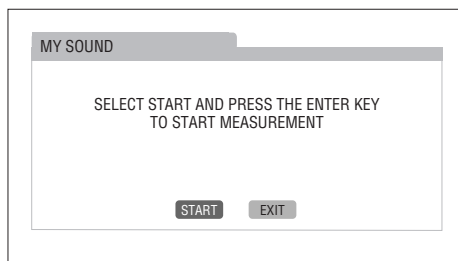 MY SOUND
SELECT START AND PRESS THE ENTER KEY
TO START MEASUREMENT
START EXIT